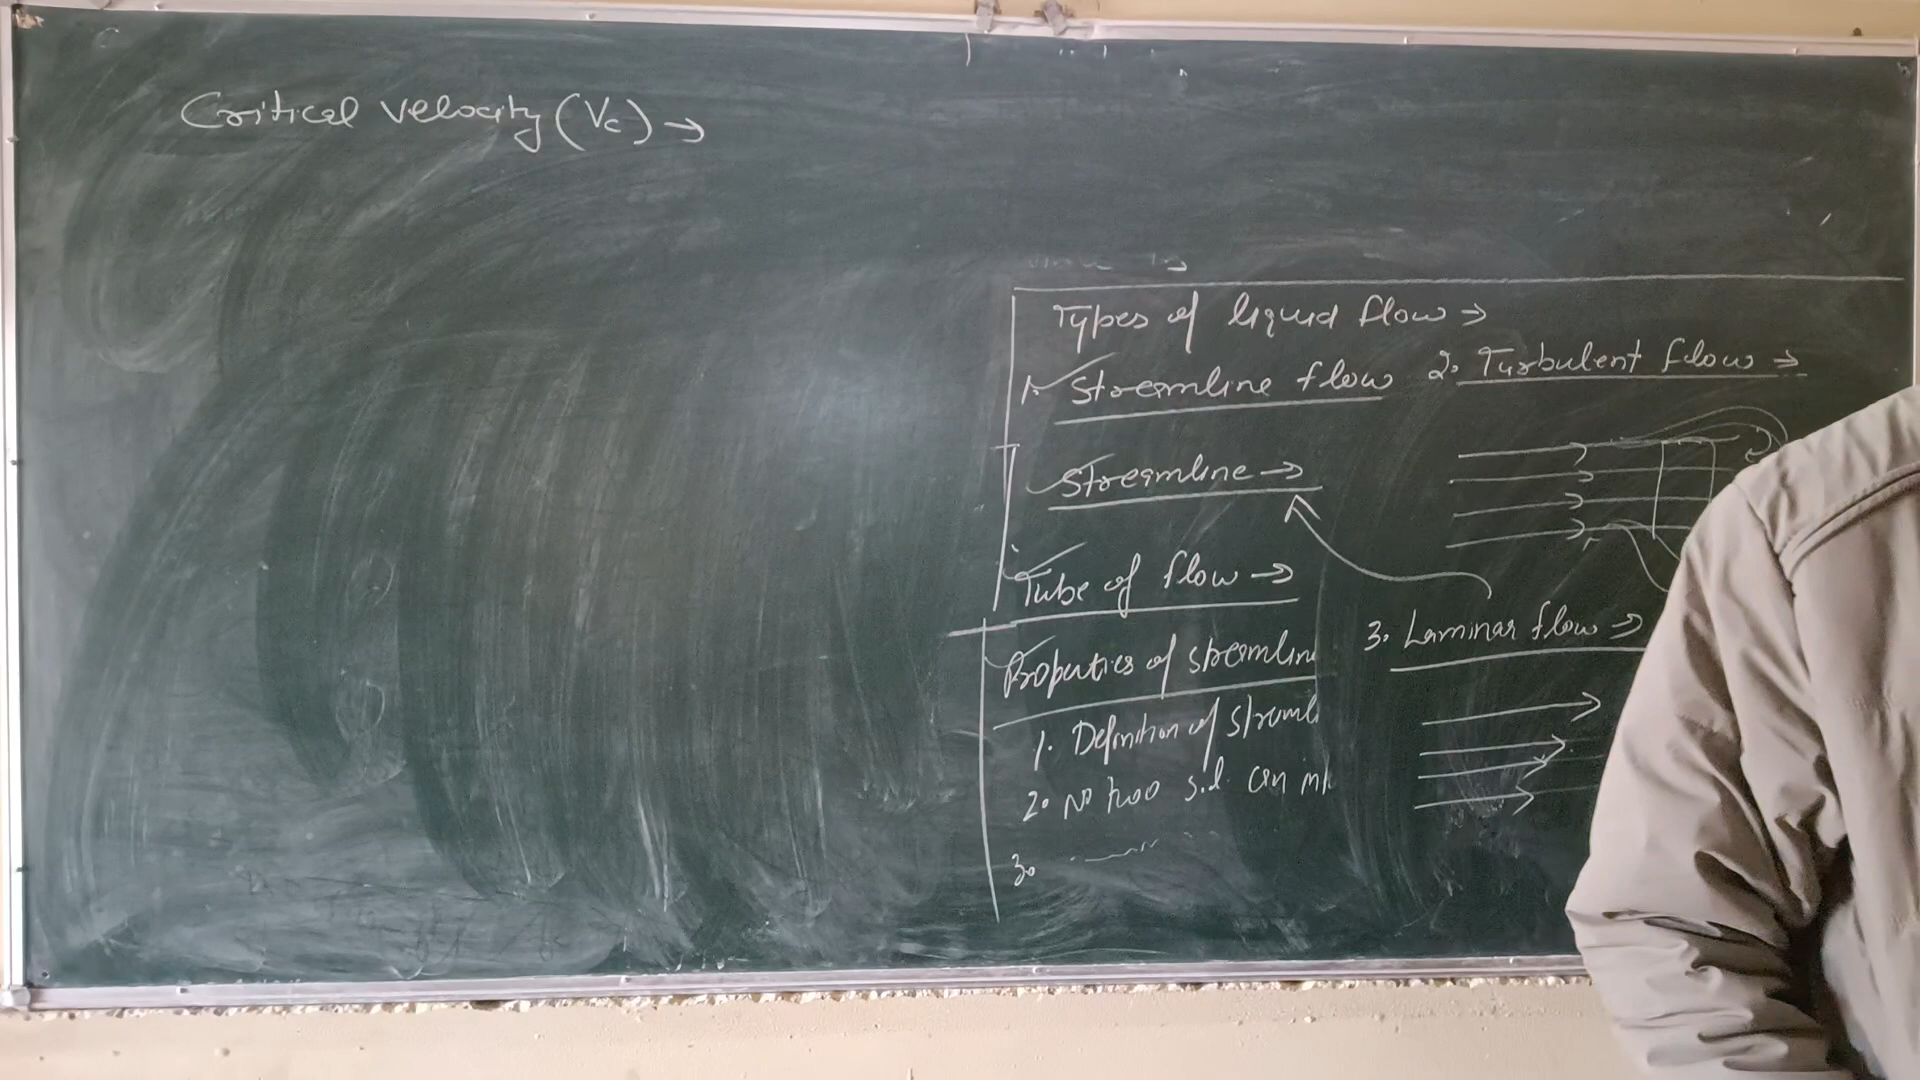 Critical velocity (Vc) →
Types of liquid flow →
1. Streamline flow
2. Turbulent flow →
Streamline →
Tube of flow →
Properties of streamlin
3. Laminar flow →
1. Definition of Streaml
2. No two s.l. can
3.